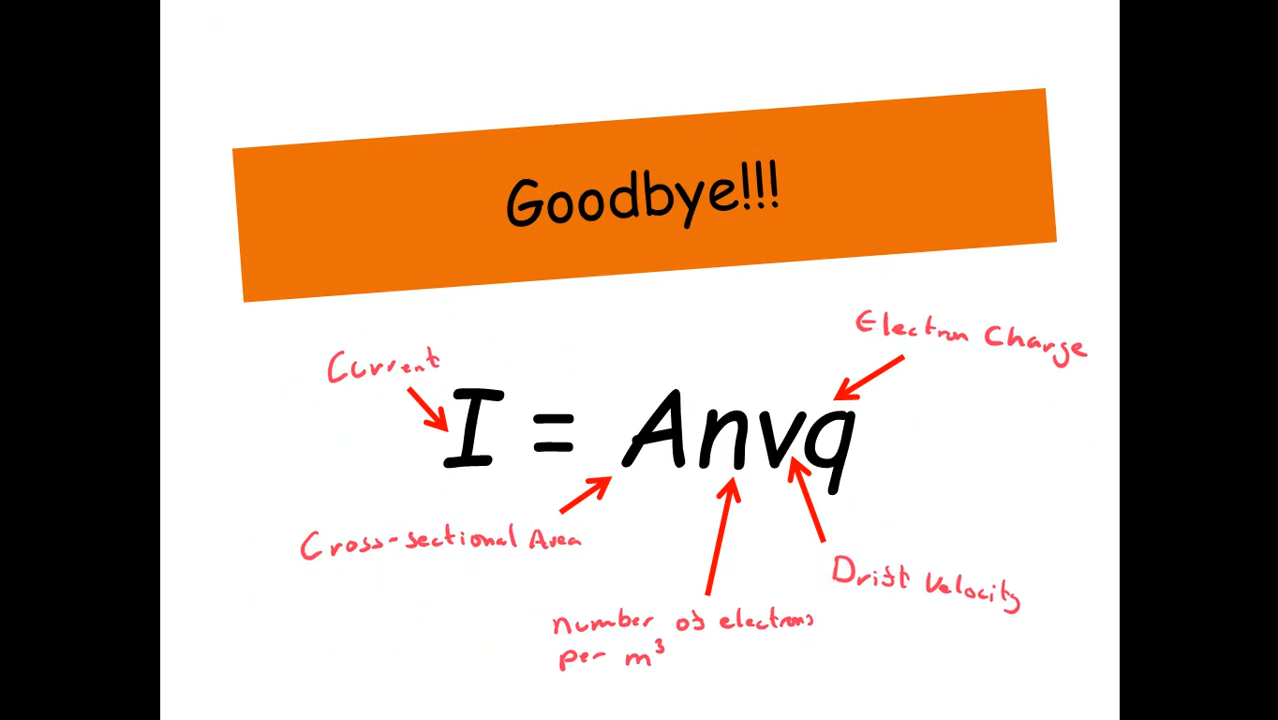 Goodbye!!!
Electron Charge
Current
I = Anvq
Cross-sectional Area
Drift Velocity
number of electrons
per m³